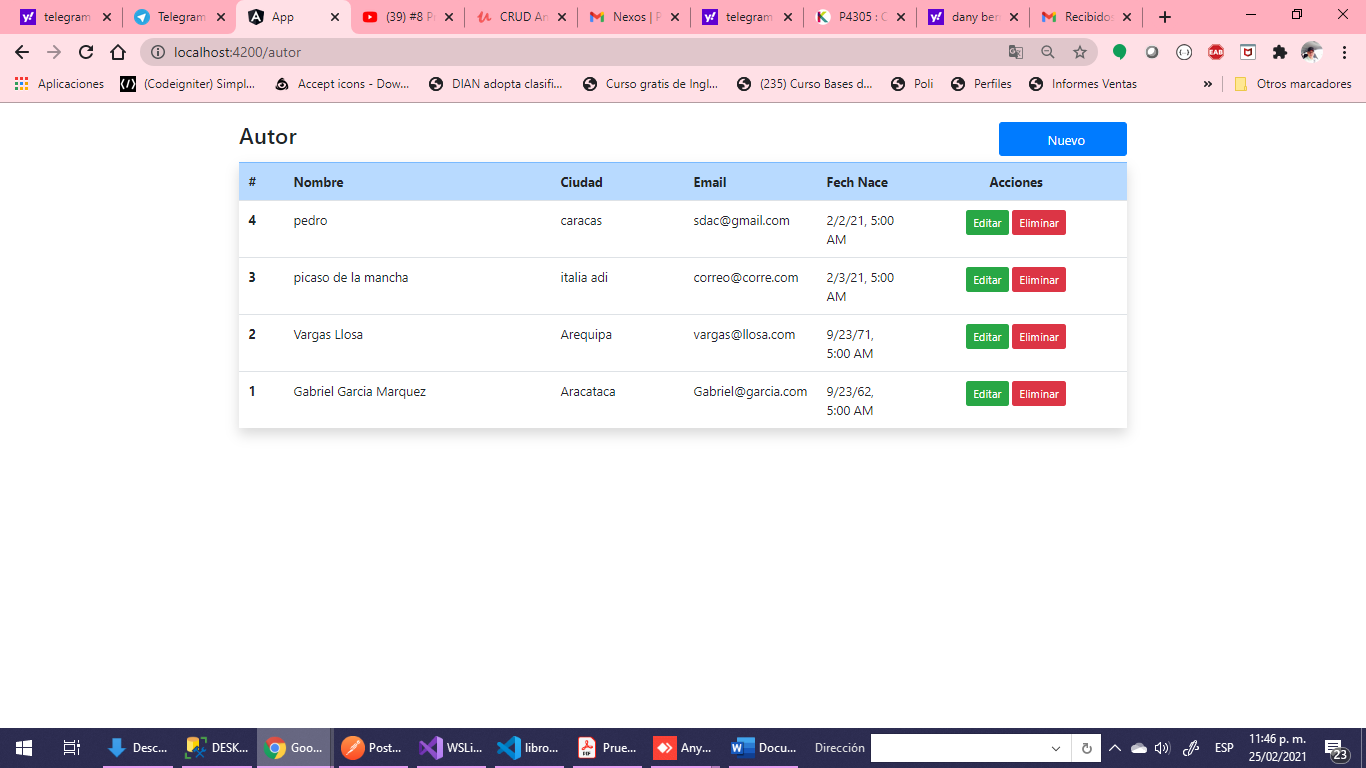 telegram
Telegram
App
(39) #8 P
CRUD An
Nexos | P
telegram
P4305 : C
dany ber
Recibidos
localhost:4200/autor
EAB
Aplicaciones
(Codeigniter) Simpl...
Accept icons - Dow...
DIAN adopta clasifi...
Curso gratis de Ingl...
(235) Curso Bases d...
Poli
Perfiles
Informes Ventas
»
Otros marcadores
Autor
Nuevo
# Nombre Ciudad Email Fech Nace Acciones
4 pedro caracas sdac@gmail.com 2/2/21, 5:00 AM Editar Eliminar
3 picaso de la mancha italia adi correo@corre.com 2/3/21, 5:00 AM Editar Eliminar
2 Vargas Llosa Arequipa vargas@llosa.com 9/23/71, 5:00 AM Editar Eliminar
1 Gabriel Garcia Marquez Aracataca Gabriel@garcia.com 9/23/62, 5:00 AM Editar Eliminar
Desc...
DESK...
Goo...
Post...
WSLi...
libro...
Prue...
Any...
Docu...
Dirección
ESP
11:46 p. m.
25/02/2021
23